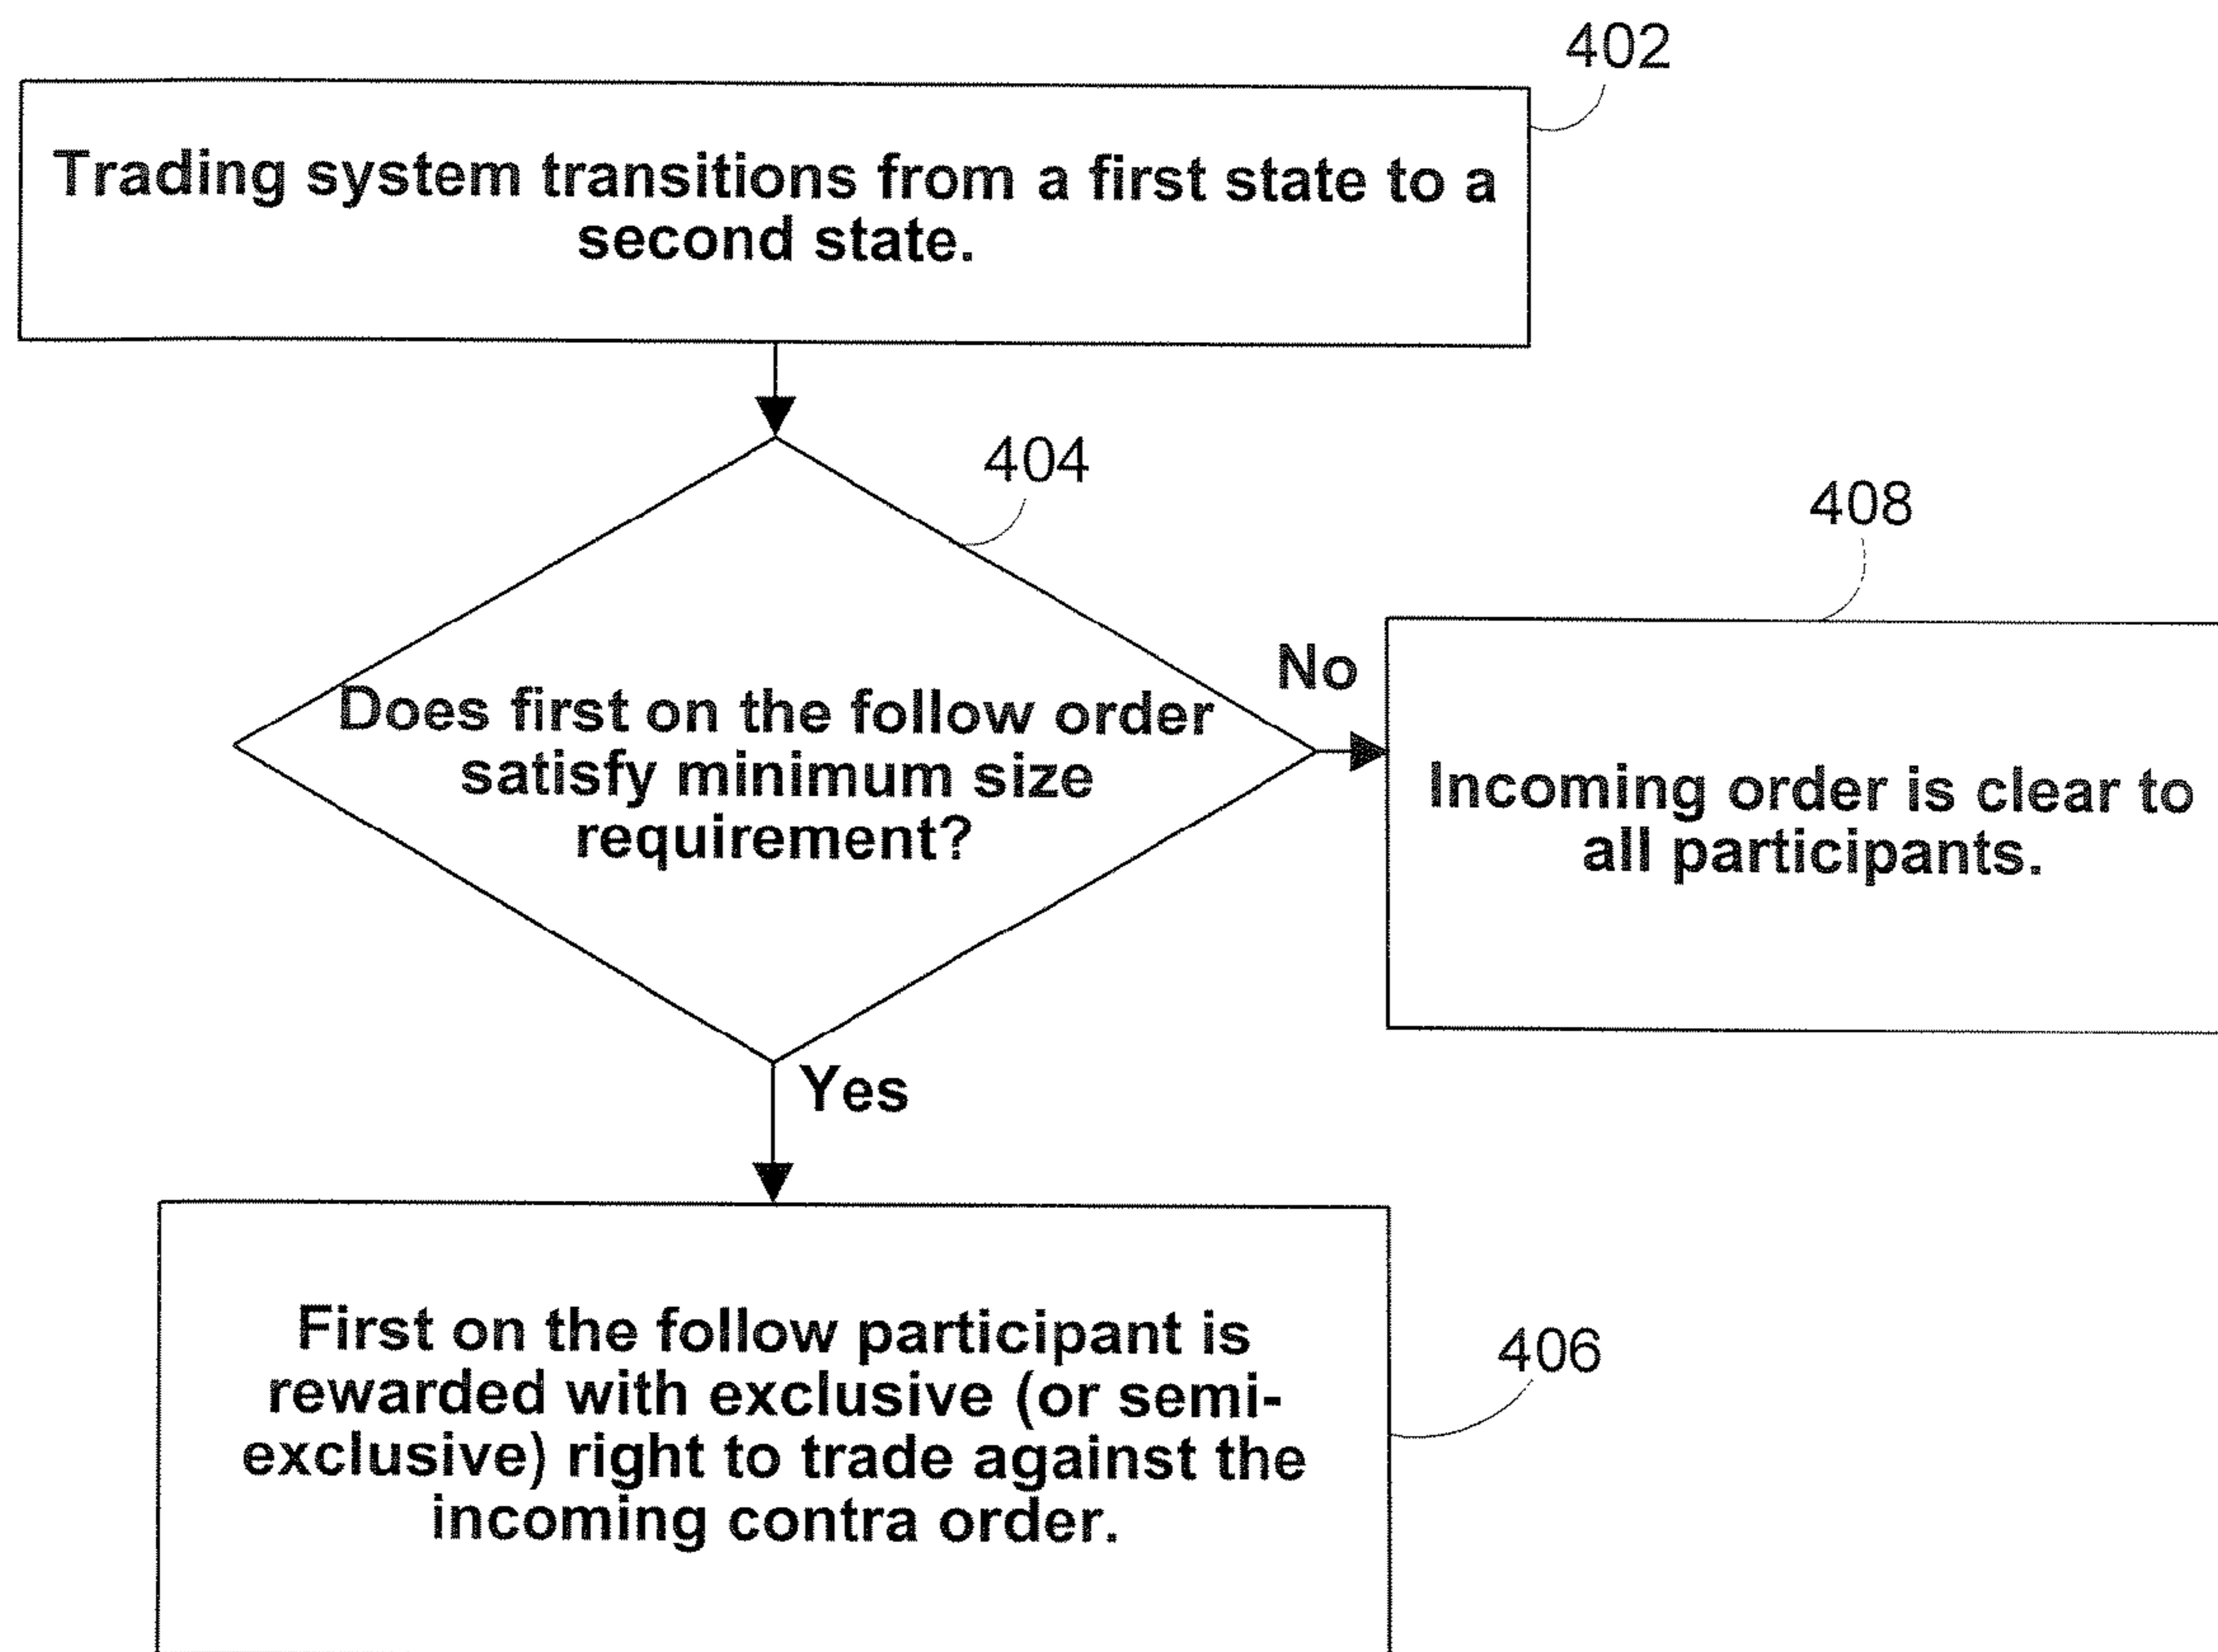 402
Trading system transitions from a first state to a
second state.
404
408
No
Does first on the follow order
satisfy minimum size
requirement?
Incoming order is clear to
all participants.
Yes
First on the follow participant is
rewarded with exclusive (or semi-
exclusive) right to trade against the
incoming contra order.
406